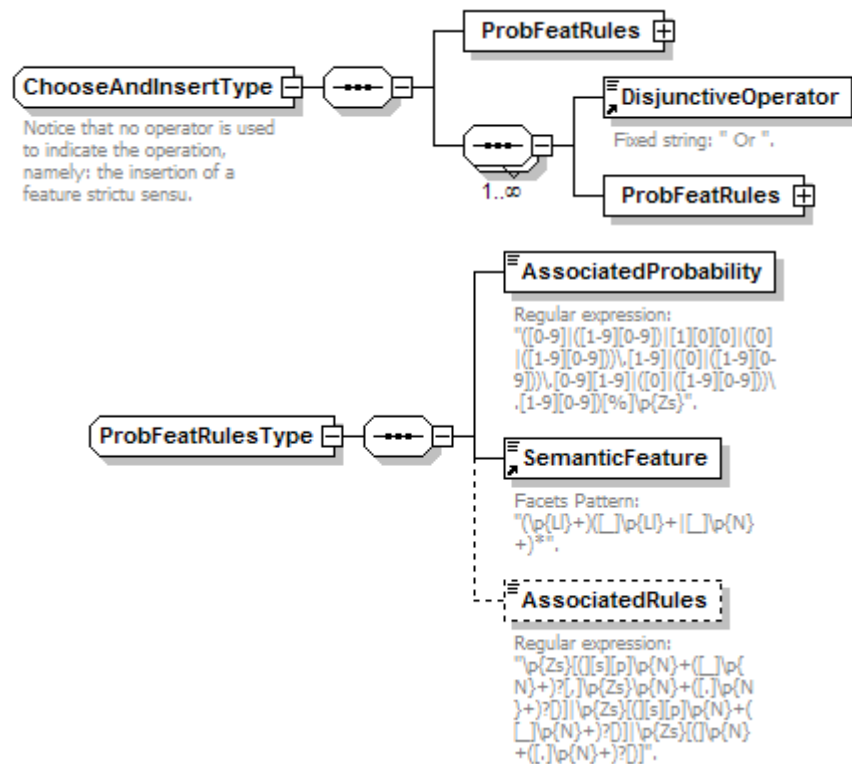 ProbFeatRules
ChooseAndInsertType
Notice that no operator is used
to indicate the operation,
namely: the insertion of a
feature strictu sensu.
1..∞
DisjunctiveOperator
Fixed string: " Or ".
ProbFeatRules
AssociatedProbability
Regular expression:
"([0-9]|([1-9][0-9])|[1][0][0]|([0]
|([1-9][0-9]))\,[1-9]|([0]|([1-9][0-
9]))\,[0-9][1-9]|([0]|([1-9][0-9]))\
,[1-9][0-9])[%]\p{Zs}".
ProbFeatRulesType
SemanticFeature
Facets Pattern:
"(\p{Ll}+)([_]\p{Ll}+|[_]\p{N}
+)*".
AssociatedRules
Regular expression:
"\p{Zs}[(][s][p]\p{N}+([_]\p{
N}+)?[,]\p{Zs}\p{N}+([.]\p{N
}+)?[)]|\p{Zs}[(][s][p]\p{N}+(
[_]\p{N}+)?[)]|\p{Zs}[(]\p{N}
+([.]\p{N}+)?[)]".